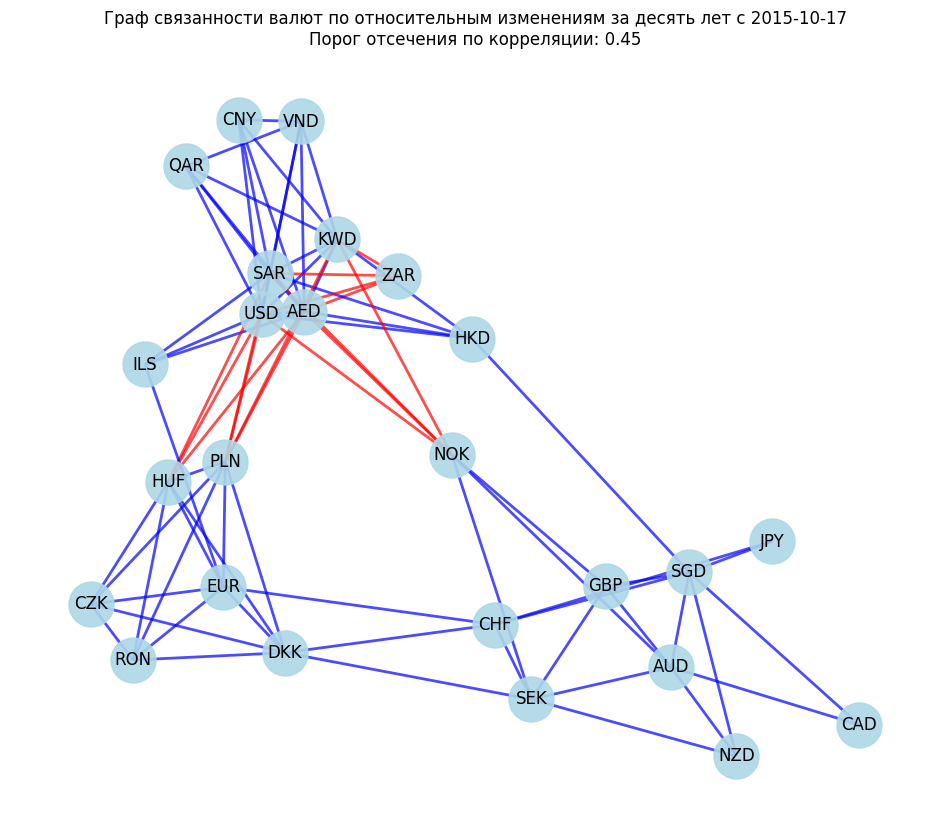 Граф связанности валют по относительным изменениям за десять лет с 2015-10-17
Порог отсечения по корреляции: 0.45
CNY
VND
QAR
KWD
SAR
ZAR
USD
AED
HKD
ILS
NOK
PLN
HUF
JPY
SGD
GBP
EUR
CZK
CHF
DKK
RON
AUD
SEK
CAD
NZD